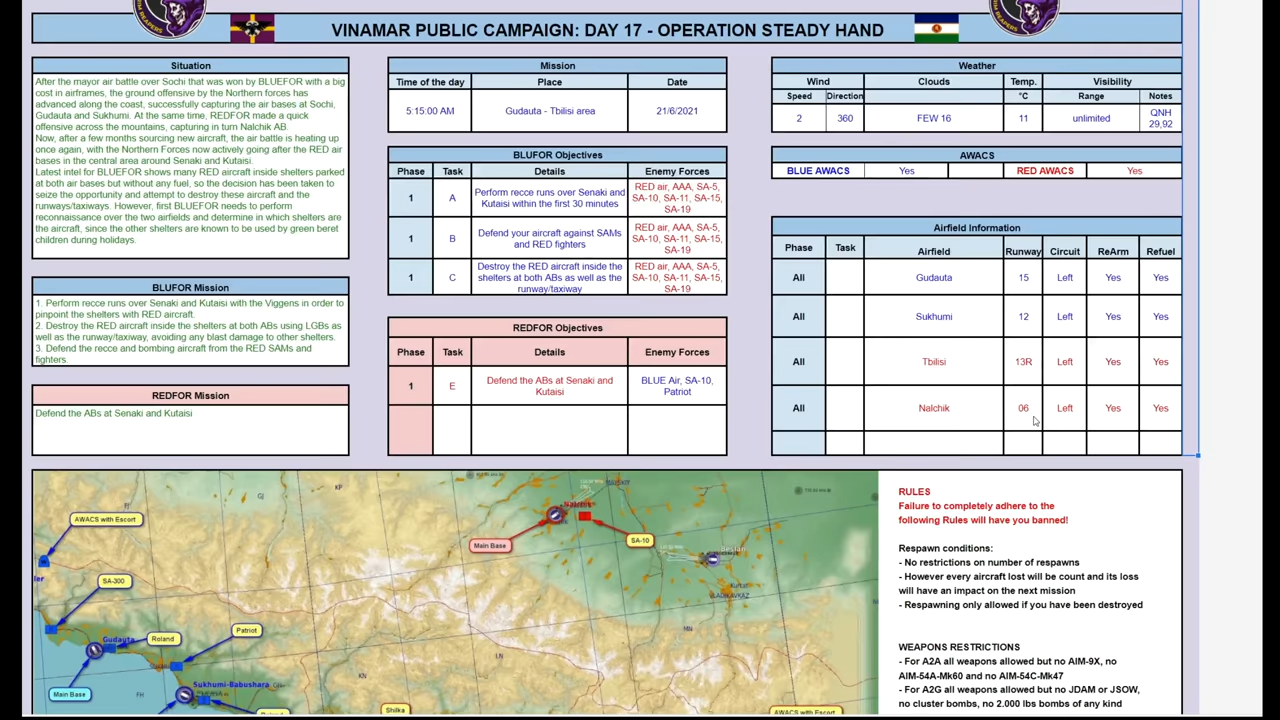 VINAMAR PUBLIC CAMPAIGN: DAY 17 - OPERATION STEADY HAND
Situation
After the mayor air battle over Sochi that was won by BLUEFOR with a big
cost in airframes, the ground offensive by the Northern forces has
advanced along the coast, successfully capturing the air bases at Sochi,
Gudauta and Sukhumi. At the same time, REDFOR made a quick
offensive across the mountains, capturing in turn Nalchik AB.
Now, after a few months sourcing new aircraft, the air battle is heating up
once again, with the Northern Forces now actively going after the RED air
bases in the central area around Senaki and Kutaisi.
Latest intel for BLUEFOR shows many RED aircraft inside shelters parked
at both air bases but without any fuel, so the decision has been taken to
seize the opportunity and attempt to destroy these aircraft and the
runways/taxiways. However, first BLUEFOR needs to perform
reconnaissance over the two airfields and determine in which shelters are
the aircraft, since the other shelters are known to be used by green beret
children during holidays.
BLUFOR Mission
1. Perform recce runs over Senaki and Kutaisi with the Viggens in order to
pinpoint the shelters with RED aircraft.
2. Destroy the RED aircraft inside the shelters at both ABs using LGBs as
well as the runway/taxiway, avoiding any blast damage to other shelters.
3. Defend the recce and bombing aircraft from the RED SAMs and
fighters.
REDFOR Mission
Defend the ABs at Senaki and Kutaisi
Mission
Time of the day Place Date
5:15:00 AM Gudauta - Tbilisi area 21/6/2021
BLUFOR Objectives
Phase Task Details Enemy Forces
1 A Perform recce runs over Senaki and
Kutaisi within the first 30 minutes
RED air, AAA, SA-5,
SA-10, SA-11, SA-15,
SA-19
1 B Defend your aircraft against SAMs
and RED fighters
RED air, AAA, SA-5,
SA-10, SA-11, SA-15,
SA-19
1 C Destroy the RED aircraft inside the
shelters at both ABs as well as the
runway/taxiway
RED air, AAA, SA-5,
SA-10, SA-11, SA-15,
SA-19
REDFOR Objectives
Phase Task Details Enemy Forces
1 E Defend the ABs at Senaki and
Kutaisi
BLUE Air, SA-10,
Patriot
Weather
Wind Clouds Temp. Visibility
Speed Direction °C Range Notes
2 360 FEW 16 11 unlimited QNH
29,92
AWACS
BLUE AWACS Yes RED AWACS Yes
Airfield Information
Phase Task Airfield Runway Circuit ReArm Refuel
All Gudauta 15 Left Yes Yes
All Sukhumi 12 Left Yes Yes
All Tbilisi 13R Left Yes Yes
All Nalchik 06 Left Yes Yes
AWACS with Escort
SA-300
Gudauta
Roland
Patriot
Main Base
Sukhumi-Babushara
Main Base
SA-10
Shilka
AWACS with Escort
GJ
KP
FH
KN
LN
MN
RULES
Failure to completely adhere to the
following Rules will have you banned!
Respawn conditions:
- No restrictions on number of respawns
- However every aircraft lost will be count and its loss
will have an impact on the next mission
- Respawning only allowed if you have been destroyed
WEAPONS RESTRICTIONS
- For A2A all weapons allowed but no AIM-9X, no
AIM-54A-Mk60 and no AIM-54C-Mk47
- For A2G all weapons allowed but no JDAM or JSOW,
no cluster bombs, no 2.000 lbs bombs of any kind